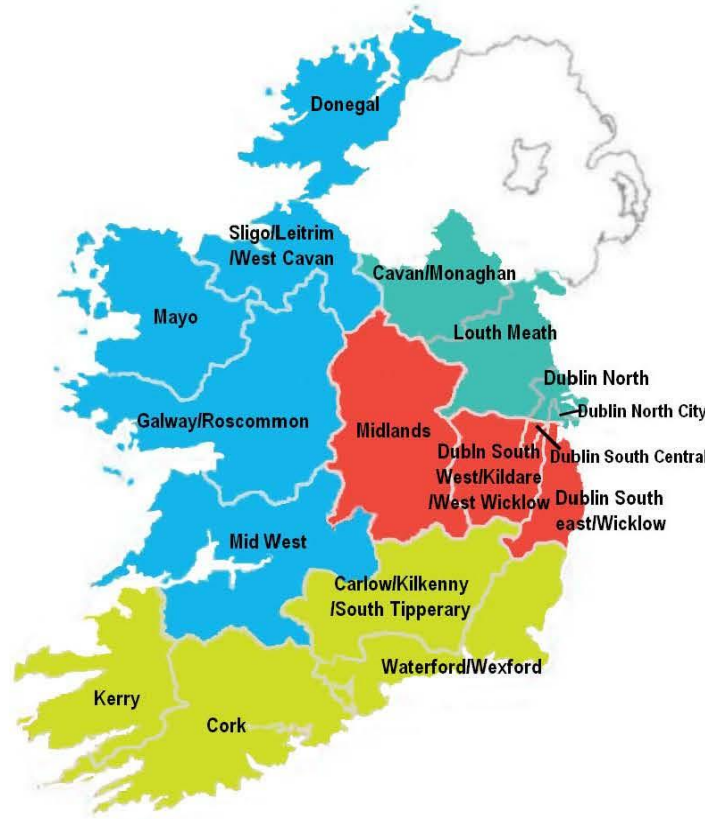 Donegal
Sligo/Leitrim
/West Cavan
Cavan/Monaghan
Mayo
Louth Meath
Dublin North
Dublin North City
Galway/Roscommon
Midlands
Dubln South
West/Kildare
/West Wicklow
Dublin South Central
Dublin South
east/Wicklow
Mid West
Carlow/Kilkenny
/South Tipperary
Waterford/Wexford
Kerry
Cork